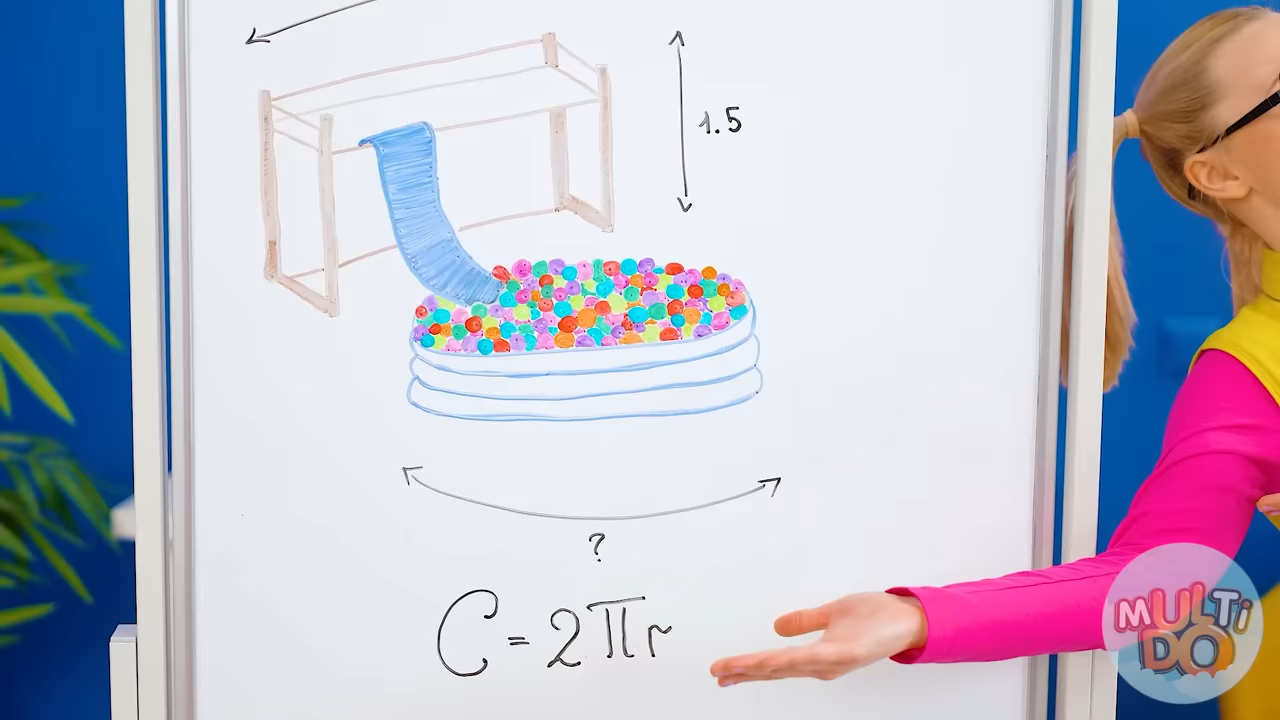 1.5
?
C = 2πr
MULTi
DO